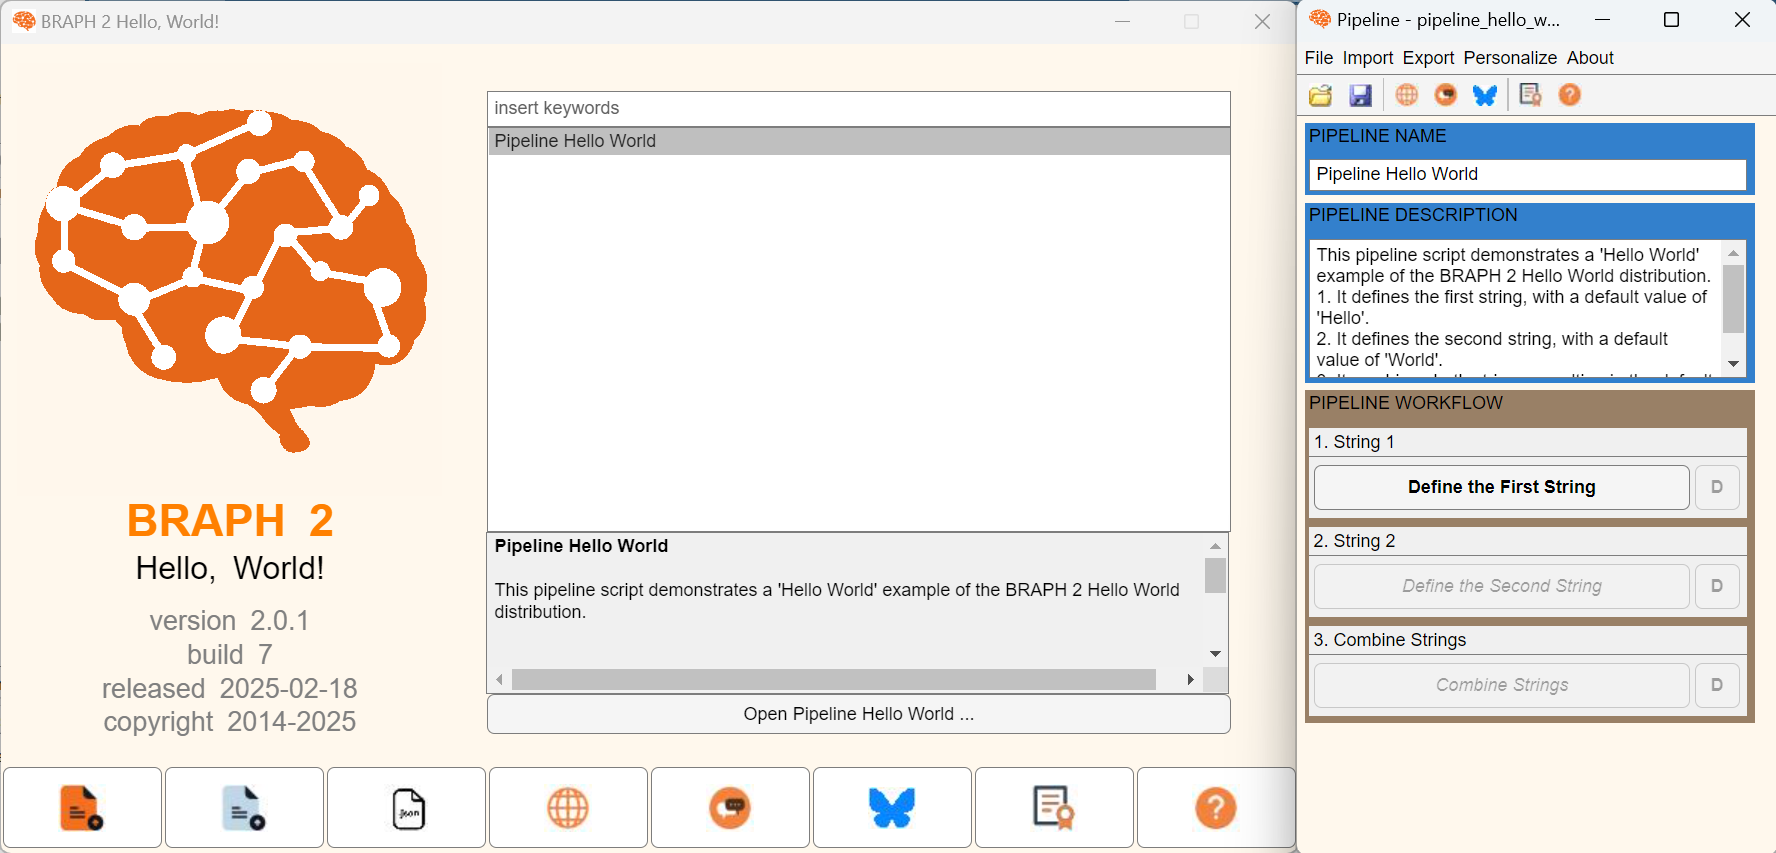 BRAPH 2 Hello, World!
insert keywords
Pipeline Hello World
BRAPH 2
Hello, World!
version 2.0.1
build 7
released 2025-02-18
copyright 2014-2025
Pipeline Hello World
This pipeline script demonstrates a 'Hello World' example of the BRAPH 2 Hello World
distribution.
Open Pipeline Hello World ...
json
Pipeline - pipeline_hello_w...
File Import Export Personalize About
PIPELINE NAME
Pipeline Hello World
PIPELINE DESCRIPTION
This pipeline script demonstrates a 'Hello World'
example of the BRAPH 2 Hello World distribution.
1. It defines the first string, with a default value of
'Hello'.
2. It defines the second string, with a default
value of 'World'.
PIPELINE WORKFLOW
1. String 1
Define the First String D
2. String 2
Define the Second String D
3. Combine Strings
Combine Strings D